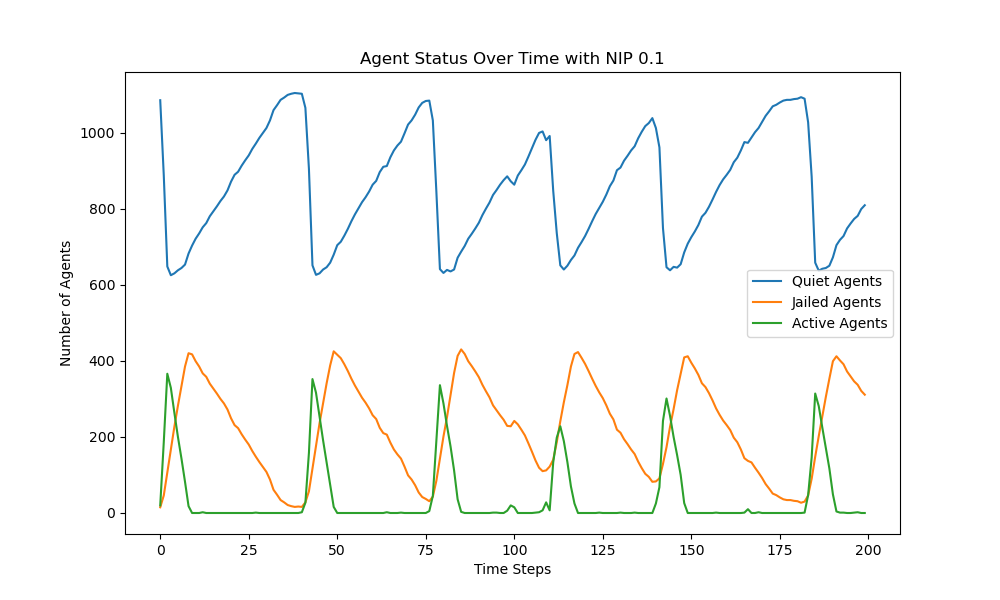 Agent Status Over Time with NIP 0.1
Number of Agents
1000
800
600
400
200
0
Quiet Agents
Jailed Agents
Active Agents
0 25 50 75 100 125 150 175 200
Time Steps